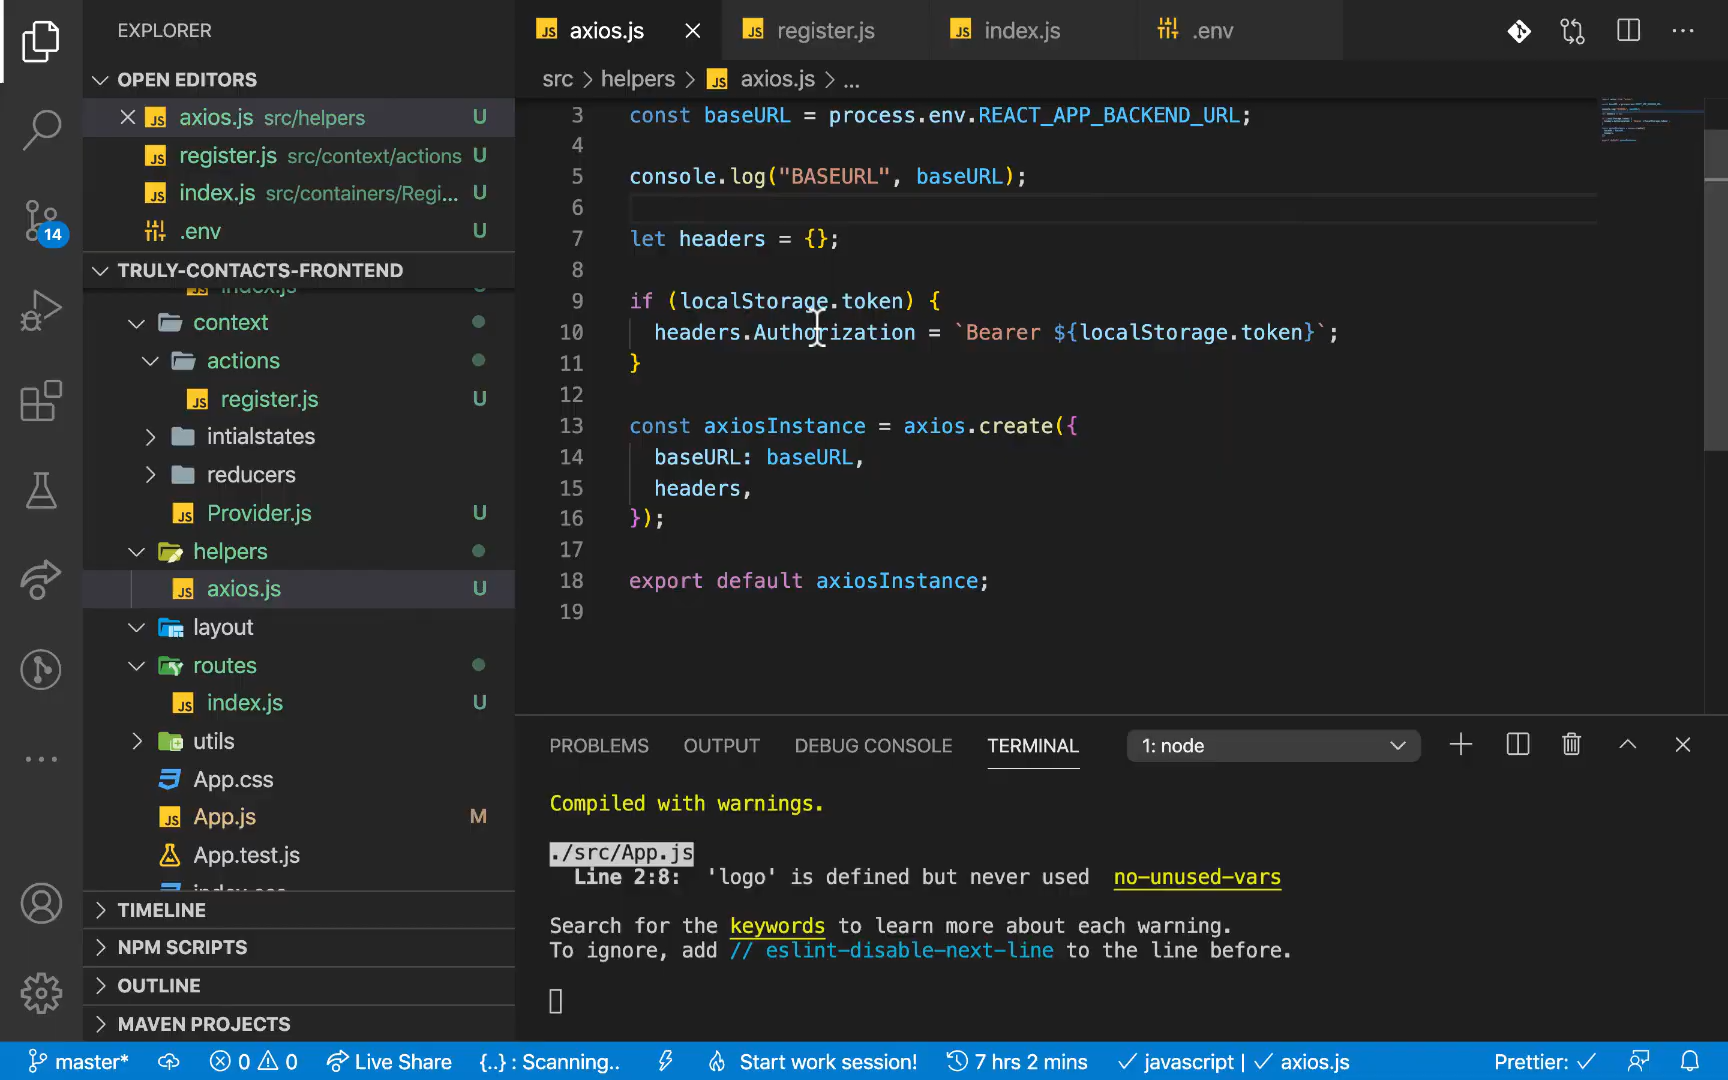 EXPLORER
OPEN EDITORS
axios.js src/helpers U
register.js src/context/actions U
index.js src/containers/Regi... U
.env U
TRULY-CONTACTS-FRONTEND
index.js
context
actions
register.js U
intialstates
reducers
Provider.js U
helpers
axios.js U
layout
routes
index.js U
utils
App.css
App.js M
App.test.js
index.css
TIMELINE
NPM SCRIPTS
OUTLINE
MAVEN PROJECTS
14
axios.js register.js index.js .env
src > helpers > axios.js > ...
3 const baseURL = process.env.REACT_APP_BACKEND_URL;
4
5 console.log("BASEURL", baseURL);
6
7 let headers = {};
8
9 if (localStorage.token) {
10 headers.Authorization = `Bearer ${localStorage.token}`;
11 }
12
13 const axiosInstance = axios.create({
14 baseURL: baseURL,
15 headers,
16 });
17
18 export default axiosInstance;
19
PROBLEMS OUTPUT DEBUG CONSOLE TERMINAL 1: node
Compiled with warnings.
./src/App.js
Line 2:8: 'logo' is defined but never used no-unused-vars
Search for the keywords to learn more about each warning.
To ignore, add // eslint-disable-next-line to the line before.
master* 0 0 Live Share {..} : Scanning.. Start work session! 7 hrs 2 mins javascript | axios.js Prettier: